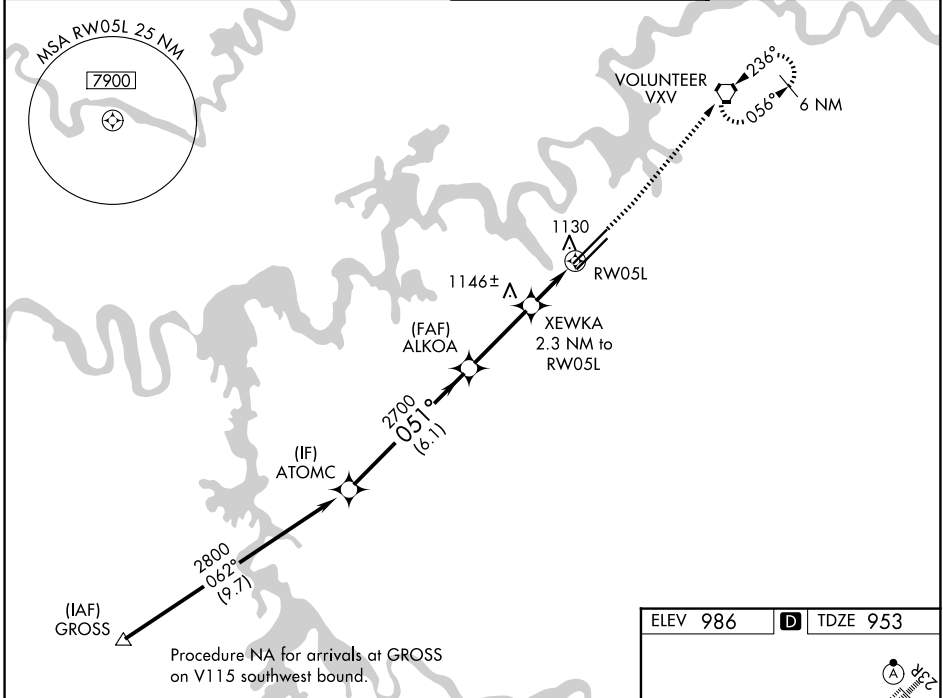 MSA RW05L 25 NM
7900
VOLUNTEER
VXV
236°
056°
6 NM
1130
RW05L
1146±
XEWKA
2.3 NM to
RW05L
(FAF)
ALKOA
2700
051°
(6.1)
(IF)
ATOMC
2800
062°
(9.7)
(IAF)
GROSS
Procedure NA for arrivals at GROSS
on V115 southwest bound.
ELEV 986 D TDZE 953
A
23R